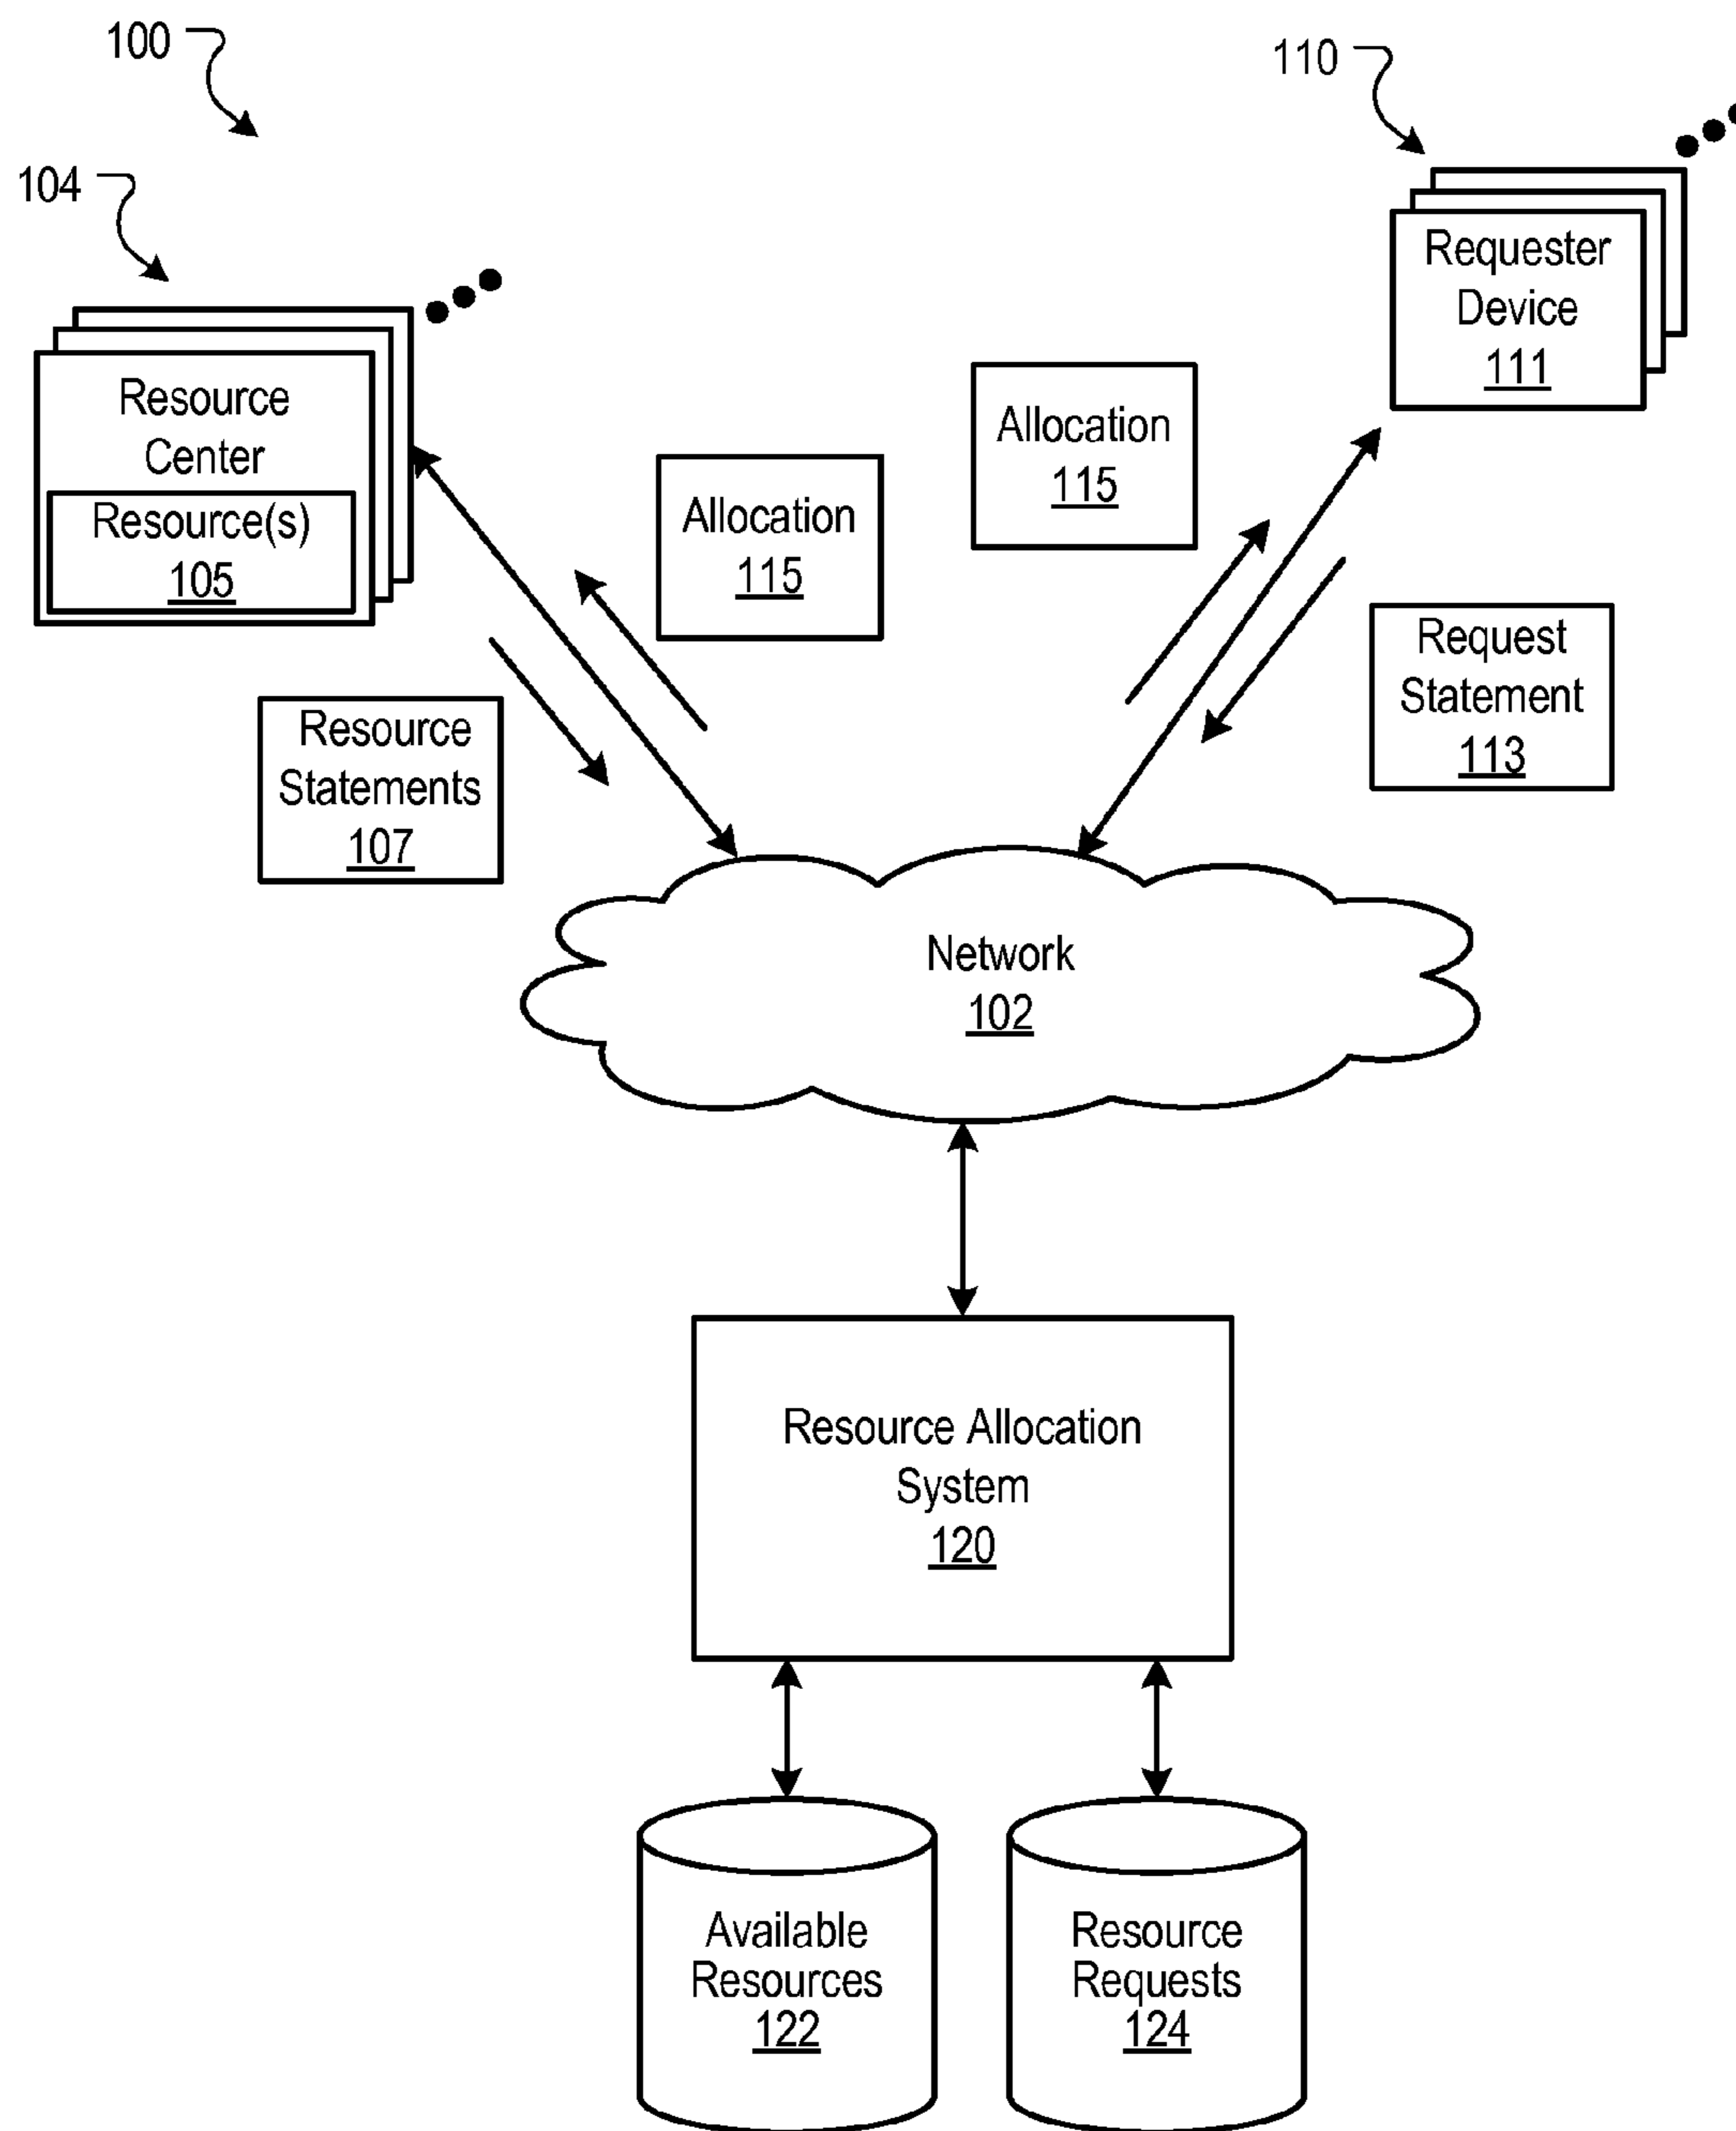 100
110
104
Requester
Device
111
Resource
Center
Resource(s)
105
Allocation
115
Allocation
115
Request
Statement
113
Resource
Statements
107
Network
102
Resource Allocation
System
120
Available
Resources
122
Resource
Requests
124